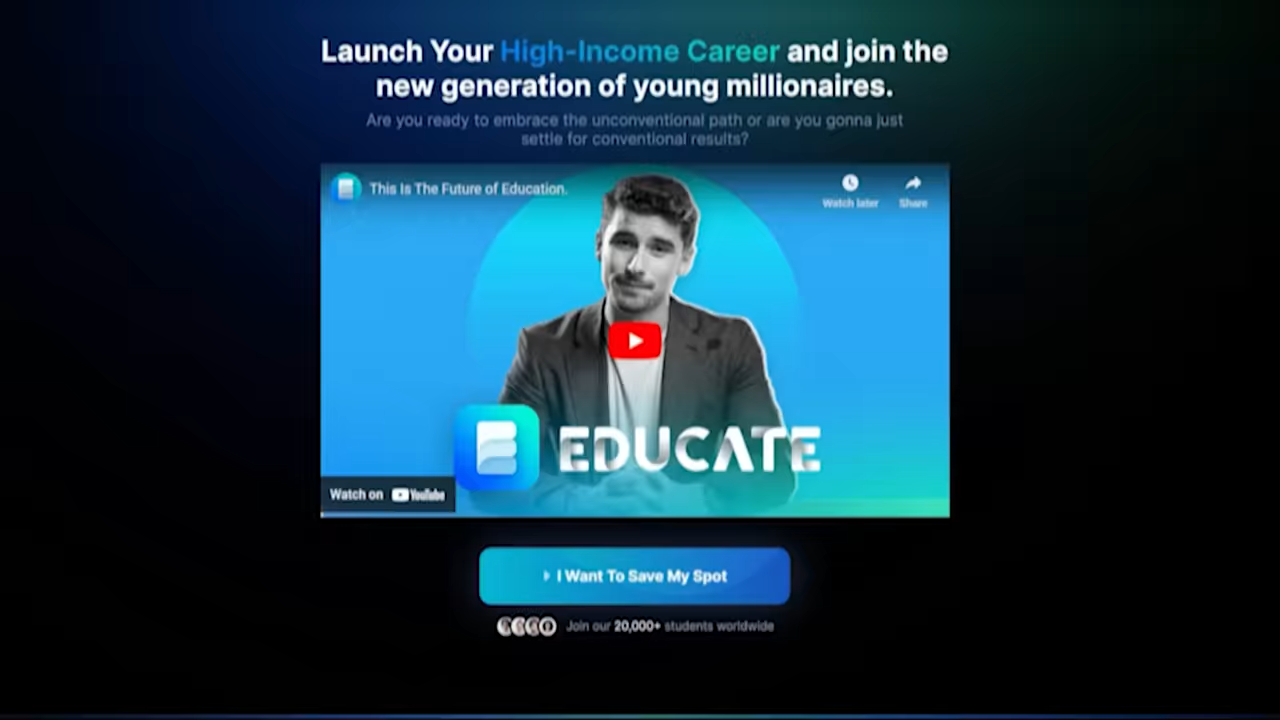 Launch Your High-Income Career and join the
new generation of young millionaires.
Are you ready to embrace the unconventional path or are you gonna just
settle for conventional results?
This Is The Future of Education.
Watch later
Share
EDUCATE
Watch on YouTube
I Want To Save My Spot
Join our 20,000+ students worldwide